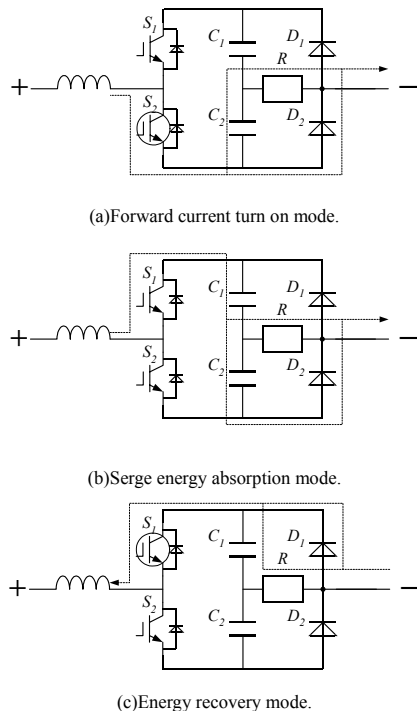 S1
C1
D1
R
+
−
S2
C2
D2
(a)Forward current turn on mode.
S1
C1
D1
R
+
−
S2
C2
D2
(b)Serge energy absorption mode.
S1
C1
D1
R
+
−
S2
C2
D2
(c)Energy recovery mode.